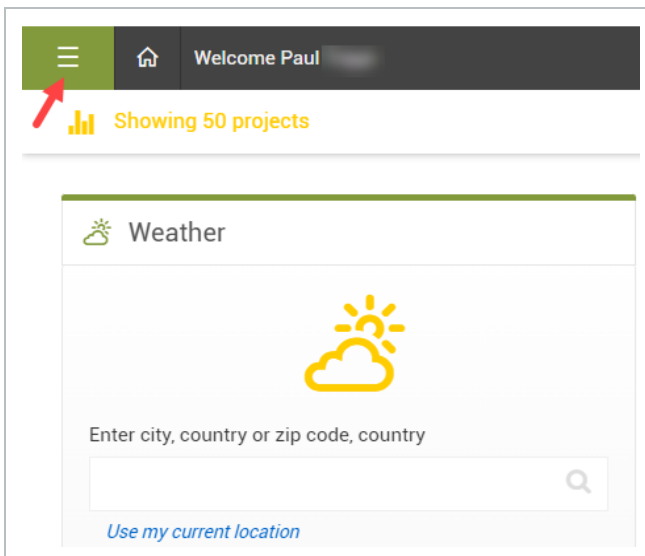 Welcome Paul
Showing 50 projects
Weather
Enter city, country or zip code, country
Use my current location